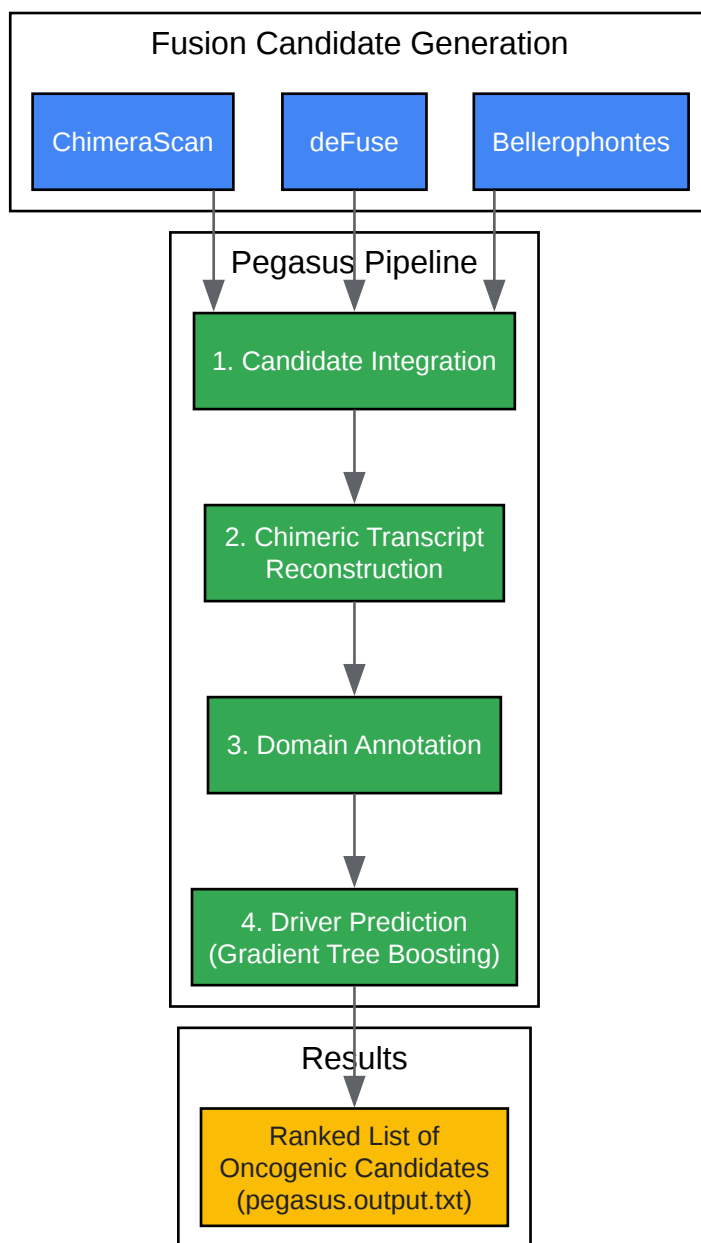 Fusion Candidate Generation
ChimeraScan
deFuse
Bellerophontes
Pegasus Pipeline
1. Candidate Integration
2. Chimeric Transcript
Reconstruction
3. Domain Annotation
4. Driver Prediction
(Gradient Tree Boosting)
Results
Ranked List of
Oncogenic Candidates
(pegasus.output.txt)